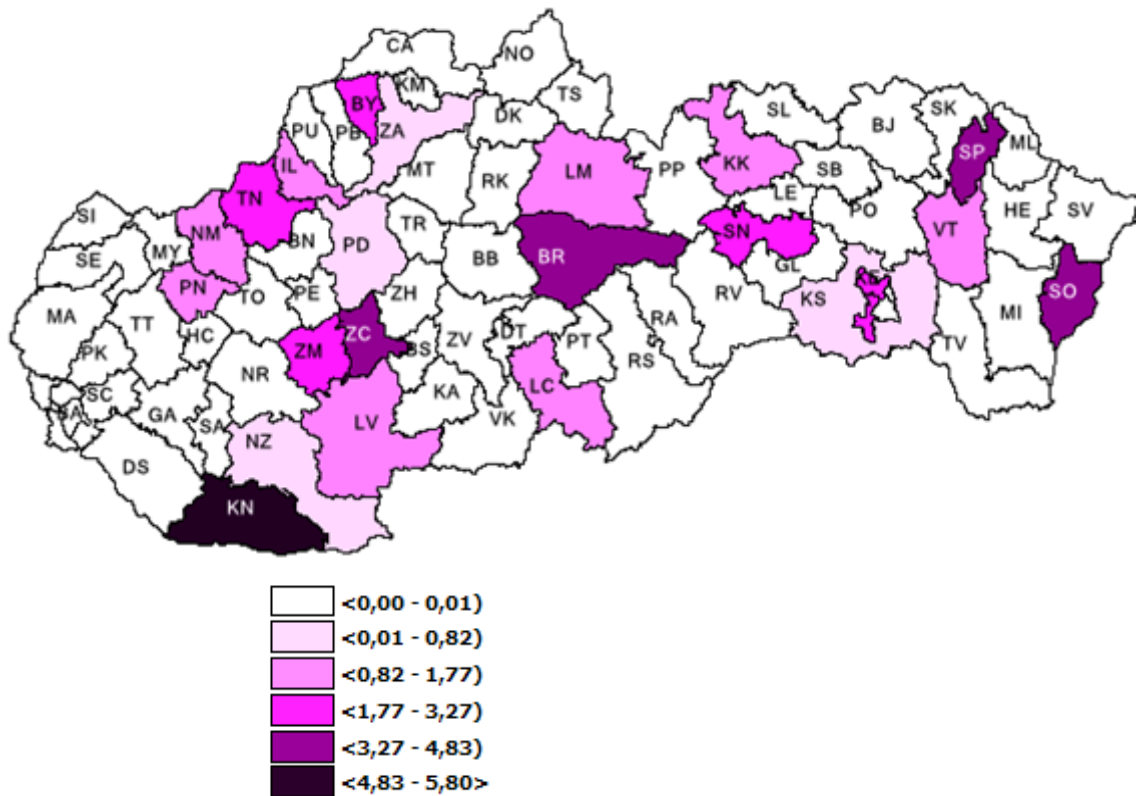 CA
NO
KM
TS
BY
SL
SK
PU
PB
ZA
DK
BJ
ML
IL
MT
LM
PP
KK
SP
TN
RK
SB
LE
HE
SV
SI
NM
BN
PD
TR
SN
PO
VT
SE
MY
BB
BR
GL
PN
TO
PE
ZH
RV
KS
SO
MA
TT
HC
ZM
ZC
BS
ZV
DT
PT
RA
TV
MI
PK
NR
RS
SC
KA
LC
BA
GA
SA
LV
VK
NZ
DS
KN
<0,00 - 0,01)
<0,01 - 0,82)
<0,82 - 1,77)
<1,77 - 3,27)
<3,27 - 4,83)
<4,83 - 5,80>